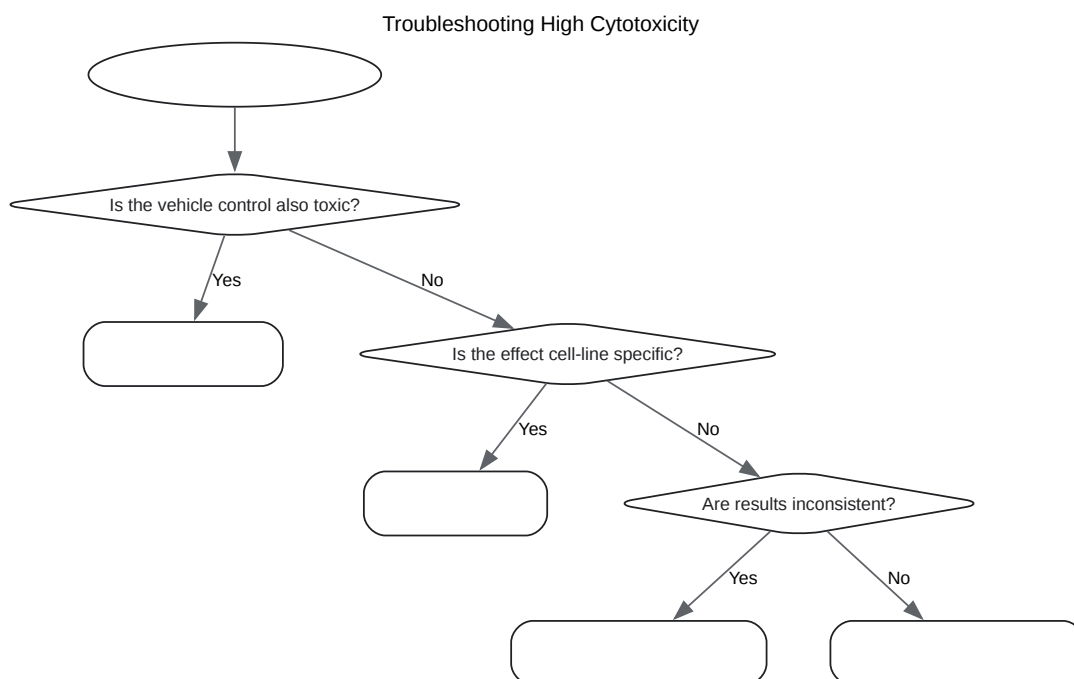 Troubleshooting High Cytotoxicity
Is the vehicle control also toxic?
Yes
No
Is the effect cell-line specific?
Yes
No
Are results inconsistent?
Yes
No